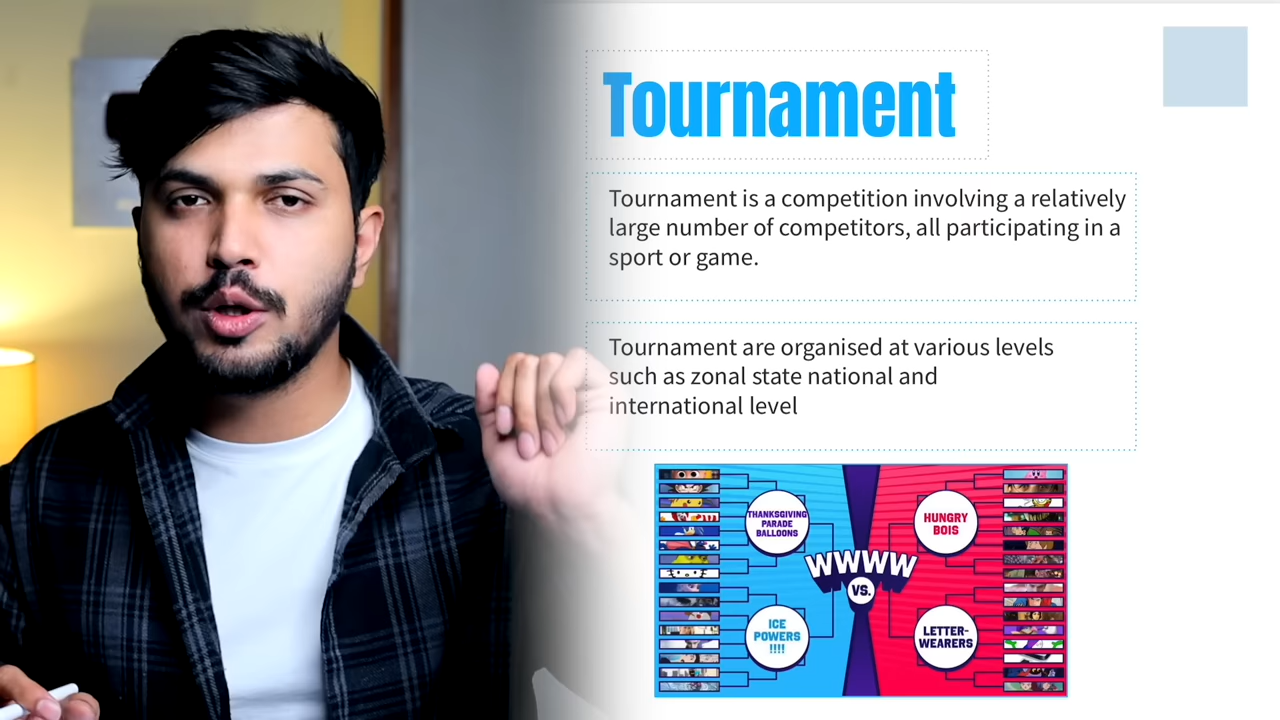 Tournament
Tournament is a competition involving a relatively
large number of competitors, all participating in a
sport or game.
Tournament are organised at various levels
such as zonal state national and
international level
THANKSGIVING
PARADE
BALLOONS
HUNGRY
BOIS
WWWW
VS.
ICE
POWERS
!!!!
LETTER-
WEARERS